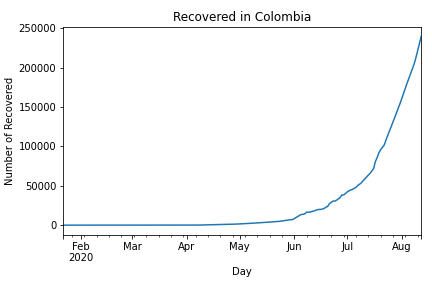 Recovered in Colombia
250000
200000
150000
100000
50000
0
Number of Recovered
Feb Mar Apr May Jun Jul Aug
2020
Day